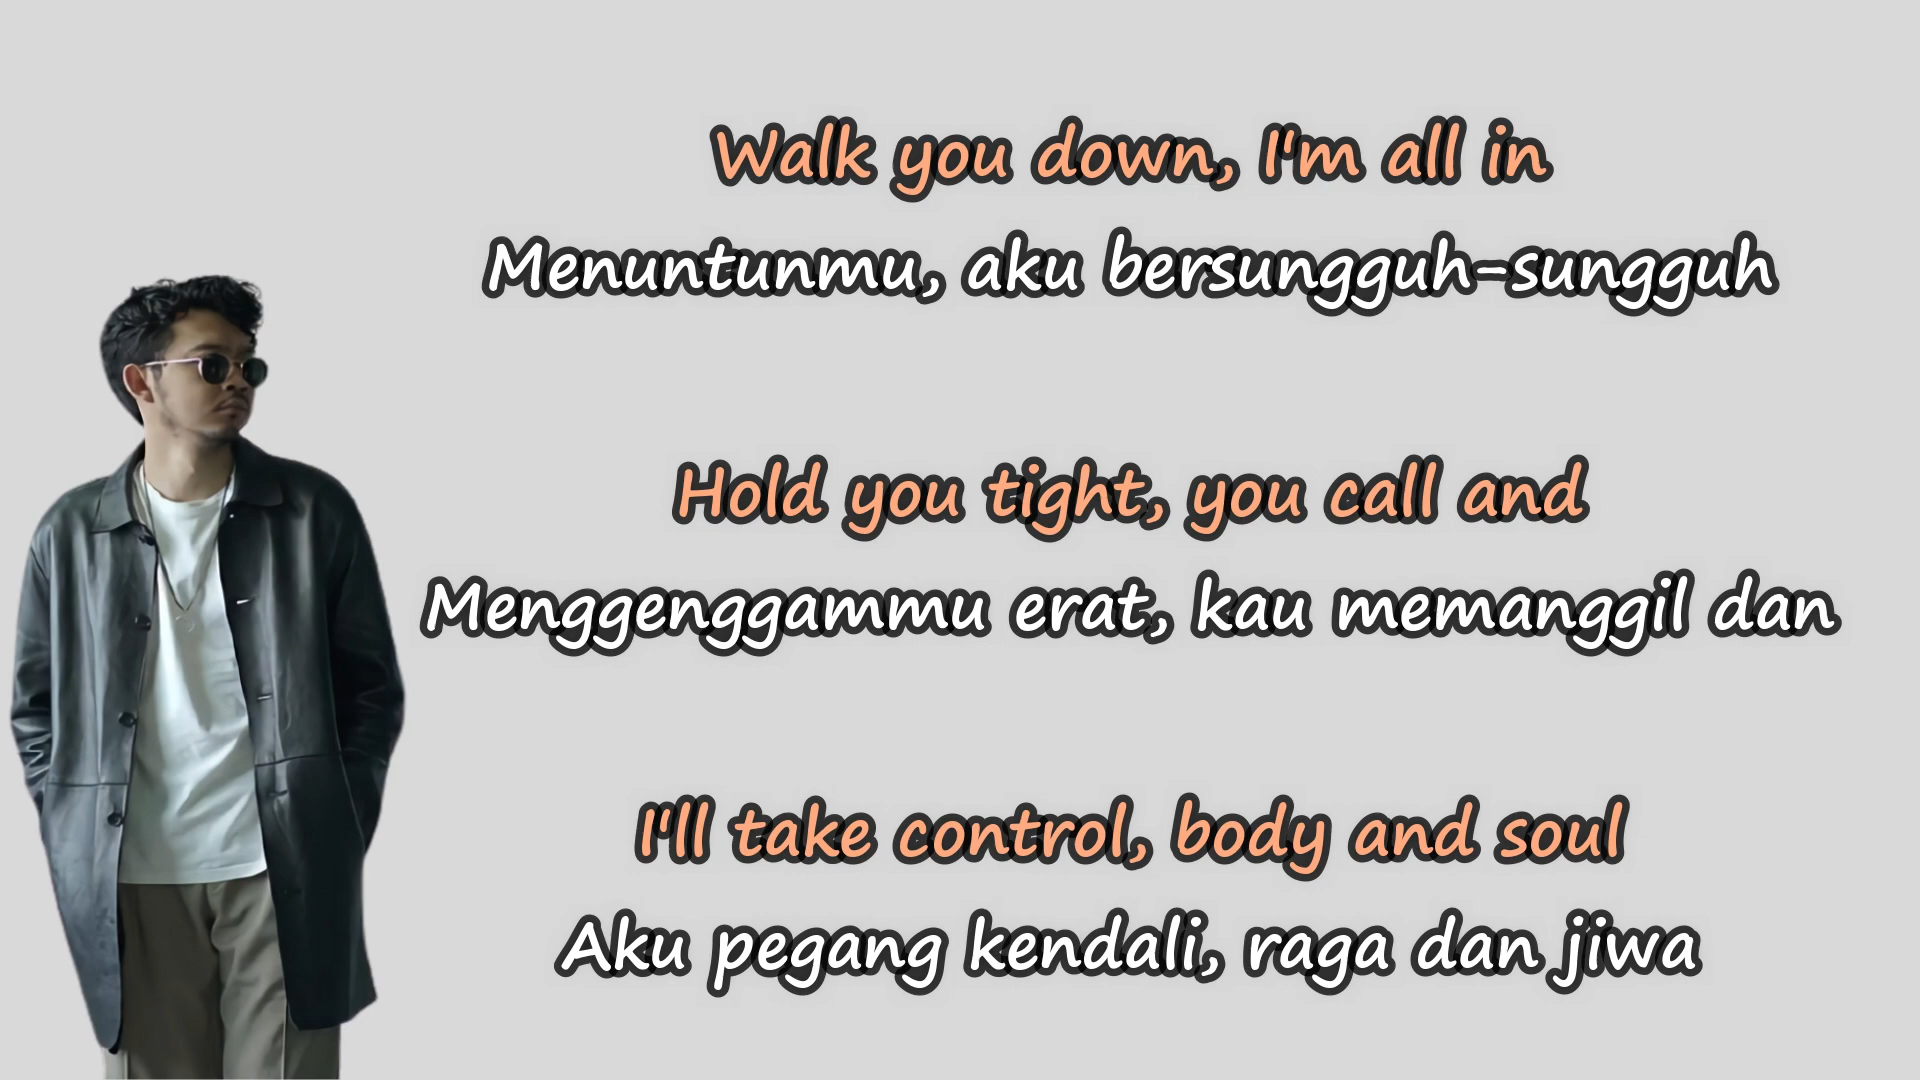 Walk you down, I'm all in
Menuntunmu, aku bersungguh-sungguh
Hold you tight, you call and
Menggenggammu erat, kau memanggil dan
I'll take control, body and soul
Aku pegang kendali, raga dan jiwa